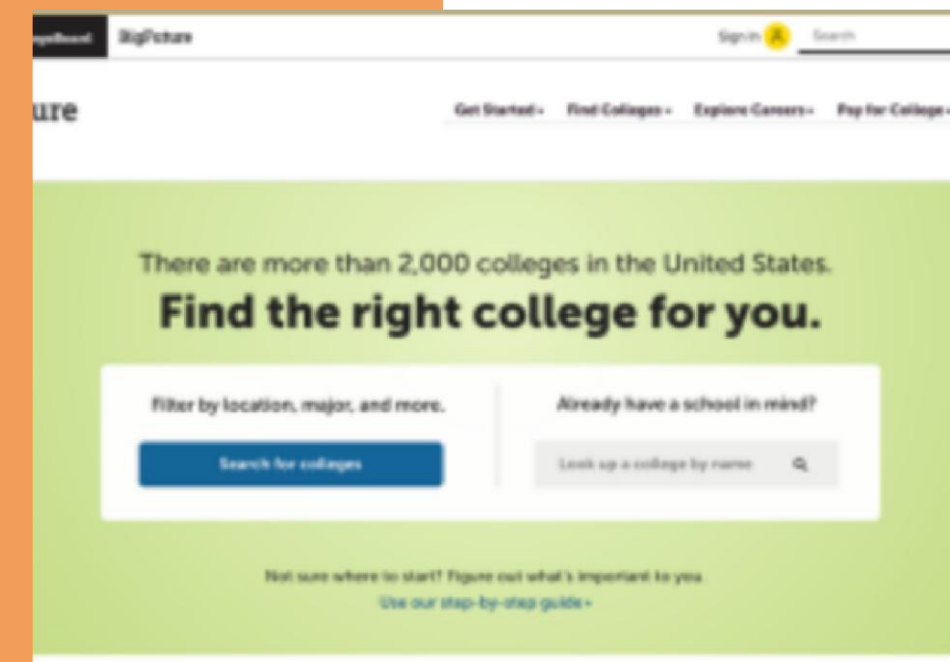 BigFuture
Sign in
Search
ure
Get Started
Find Colleges
Explore Careers
Pay for College
There are more than 2,000 colleges in the United States.
Find the right college for you.
Filter by location, major, and more.
Already have a school in mind?
Search for colleges
Look up a college by name
Not sure where to start? Figure out what's important to you.
Use our step-by-step guide